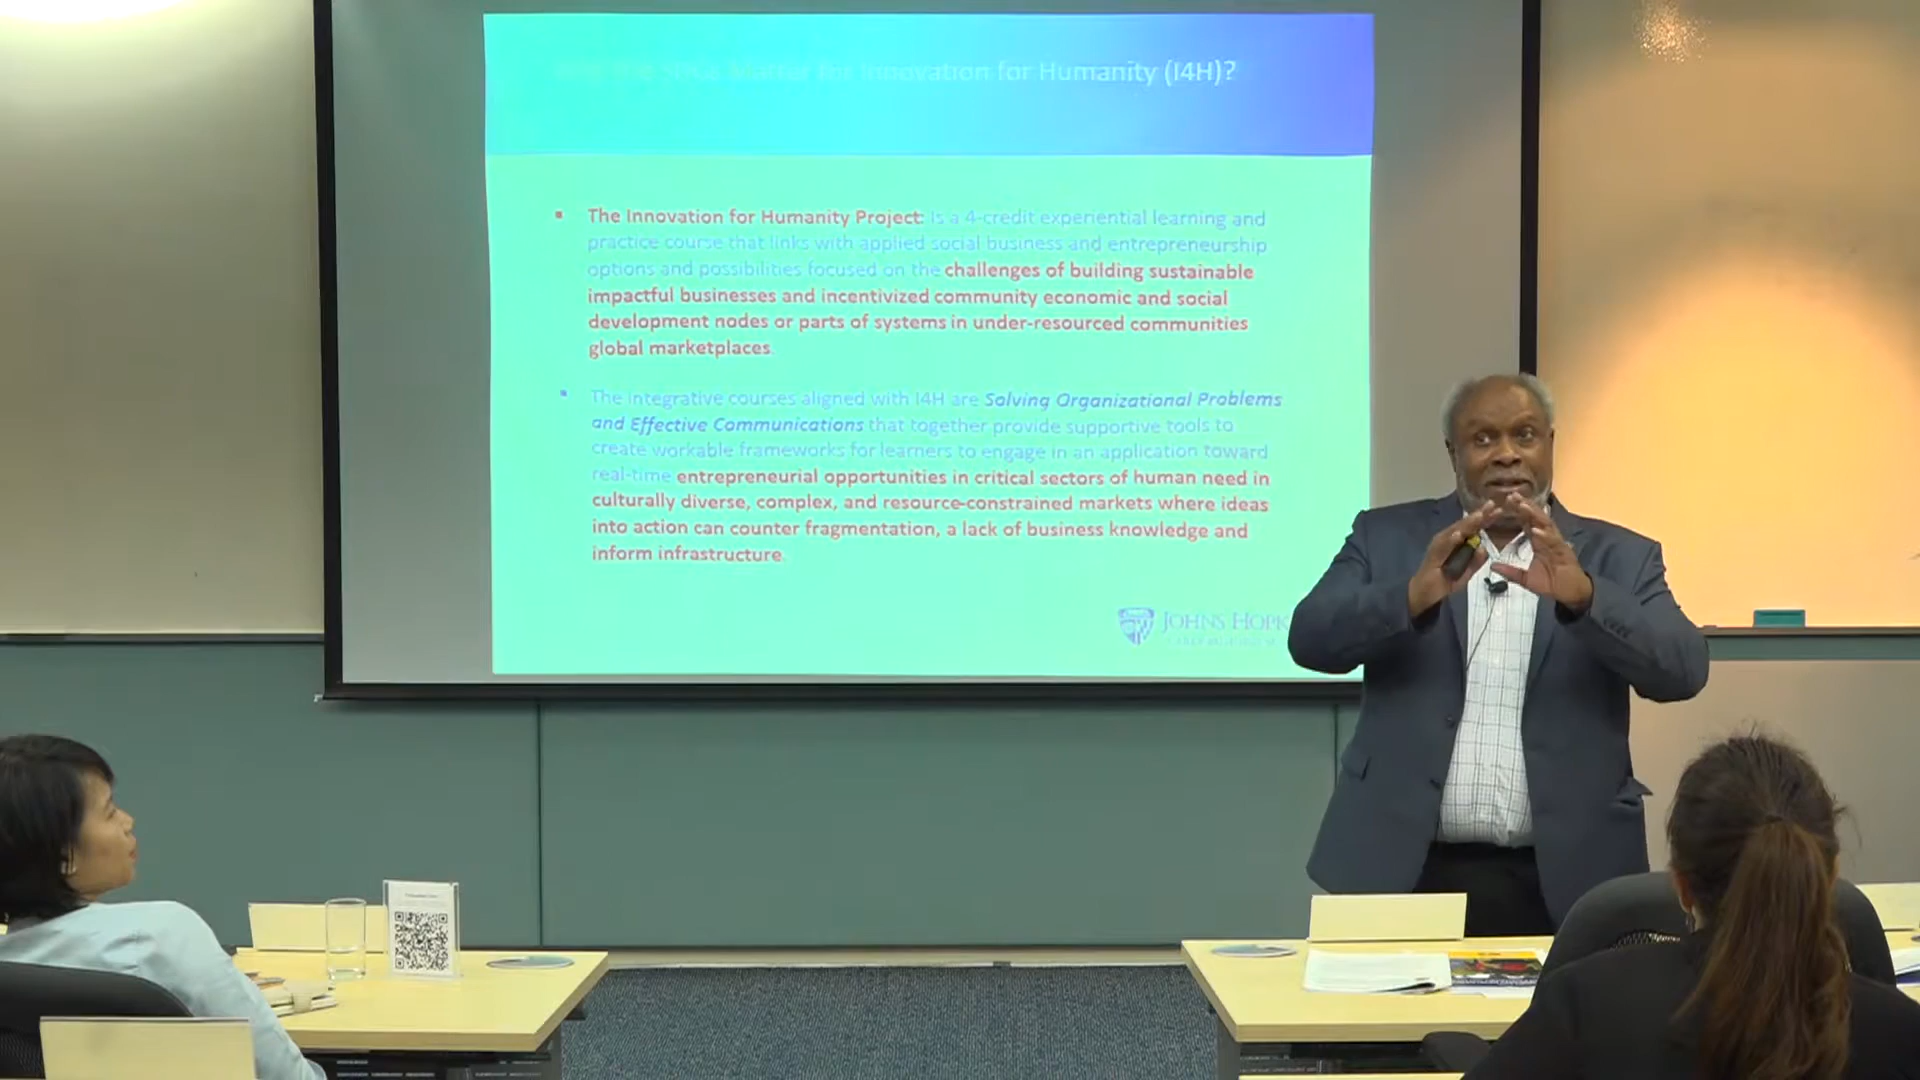 Why the SDGs Matter for Innovation for Humanity (I4H)?
▪ The Innovation for Humanity Project: Is a 4-credit experiential learning and
practice course that links with applied social business and entrepreneurship
options and possibilities focused on the challenges of building sustainable
impactful businesses and incentivized community economic and social
development nodes or parts of systems in under-resourced communities
global marketplaces.
▪ The integrative courses aligned with I4H are Solving Organizational Problems
and Effective Communications that together provide supportive tools to
create workable frameworks for learners to engage in an application toward
real-time entrepreneurial opportunities in critical sectors of human need in
culturally diverse, complex, and resource-constrained markets where ideas
into action can counter fragmentation, a lack of business knowledge and
inform infrastructure.
JOHNS HOPK